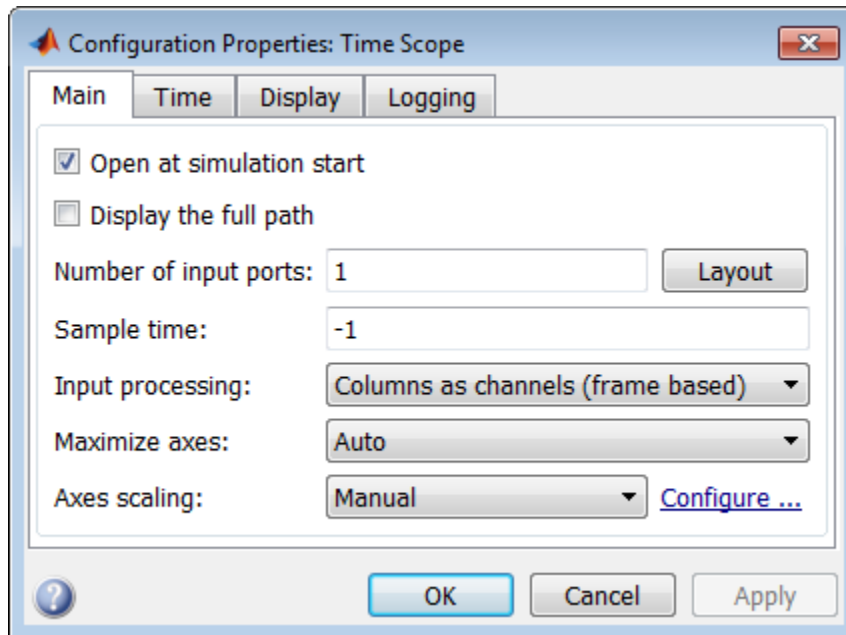 Configuration Properties: Time Scope
Main Time Display Logging
Open at simulation start
Display the full path
Number of input ports: 1 Layout
Sample time: -1
Input processing: Columns as channels (frame based)
Maximize axes: Auto
Axes scaling: Manual Configure ...
? OK Cancel Apply